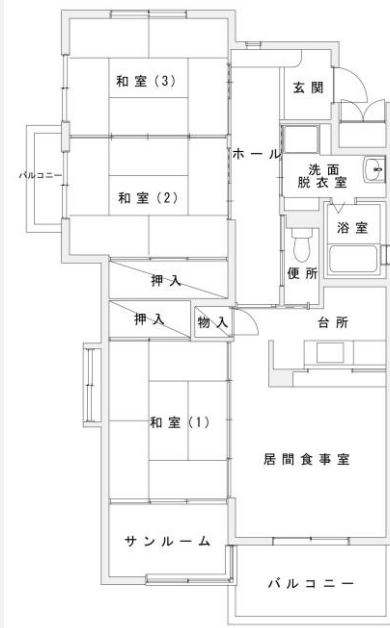 和室(3)
玄関
ホール
バルコニー
和室(2)
洗面
脱衣室
浴室
便所
押入
押入
物入
台所
和室(1)
居間食事室
サンルーム
バルコニー